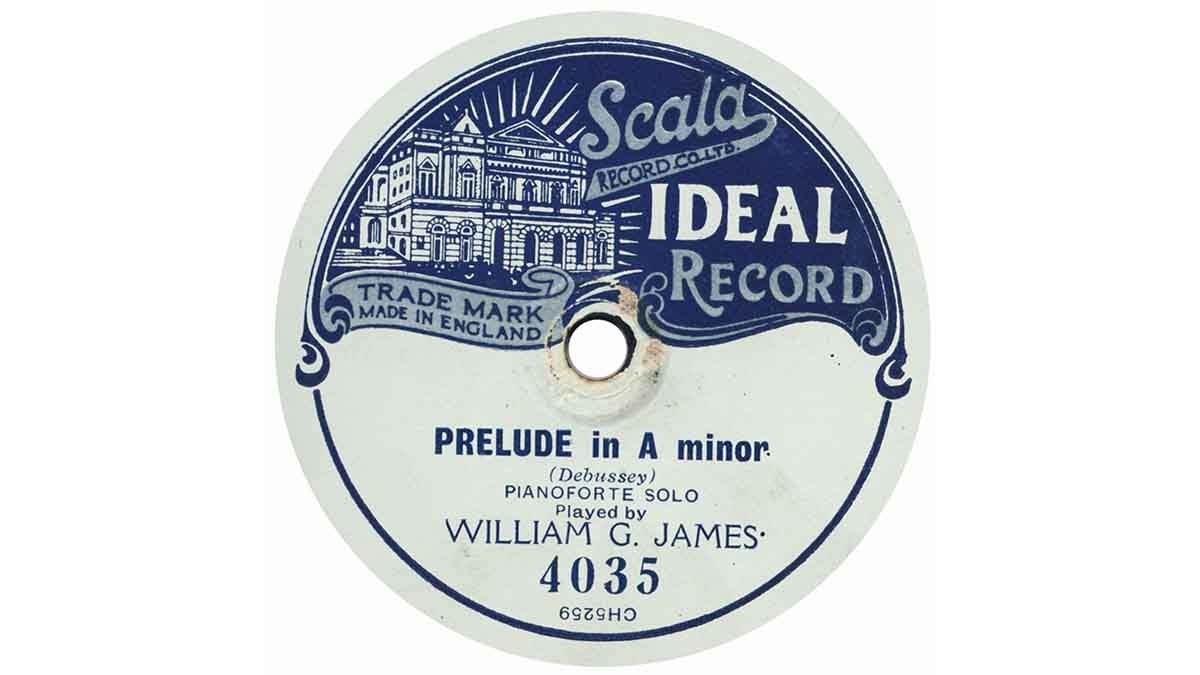 Scala
RECORD. CO. LTD.
IDEAL
RECORD
TRADE MARK
MADE IN ENGLAND
PRELUDE in A minor.
(Debussey)
PIANOFORTE SOLO
Played by
WILLIAM G. JAMES.
4035
CH5259